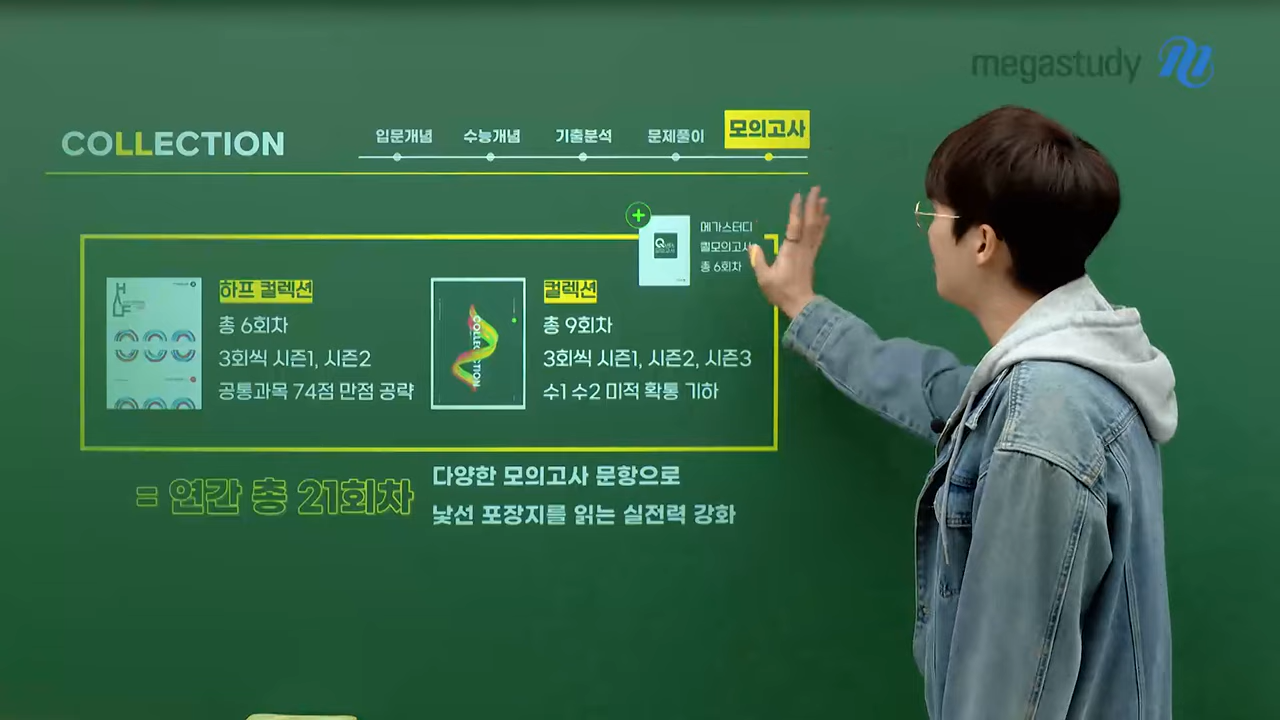 megastudy
COLLECTION
입문개념 수능개념 기출분석 문제풀이 모의고사
메가스터디
퀄모의고사
총 6회차
하프 컬렉션
총 6회차
3회씩 시즌1, 시즌2
공통과목 74점 만점 공략
COLLECTION
컬렉션
총 9회차
3회씩 시즌1, 시즌2, 시즌3
수1 수2 미적 확통 기하
= 연간 총 21회차
다양한 모의고사 문항으로
낯선 포장지를 읽는 실전력 강화